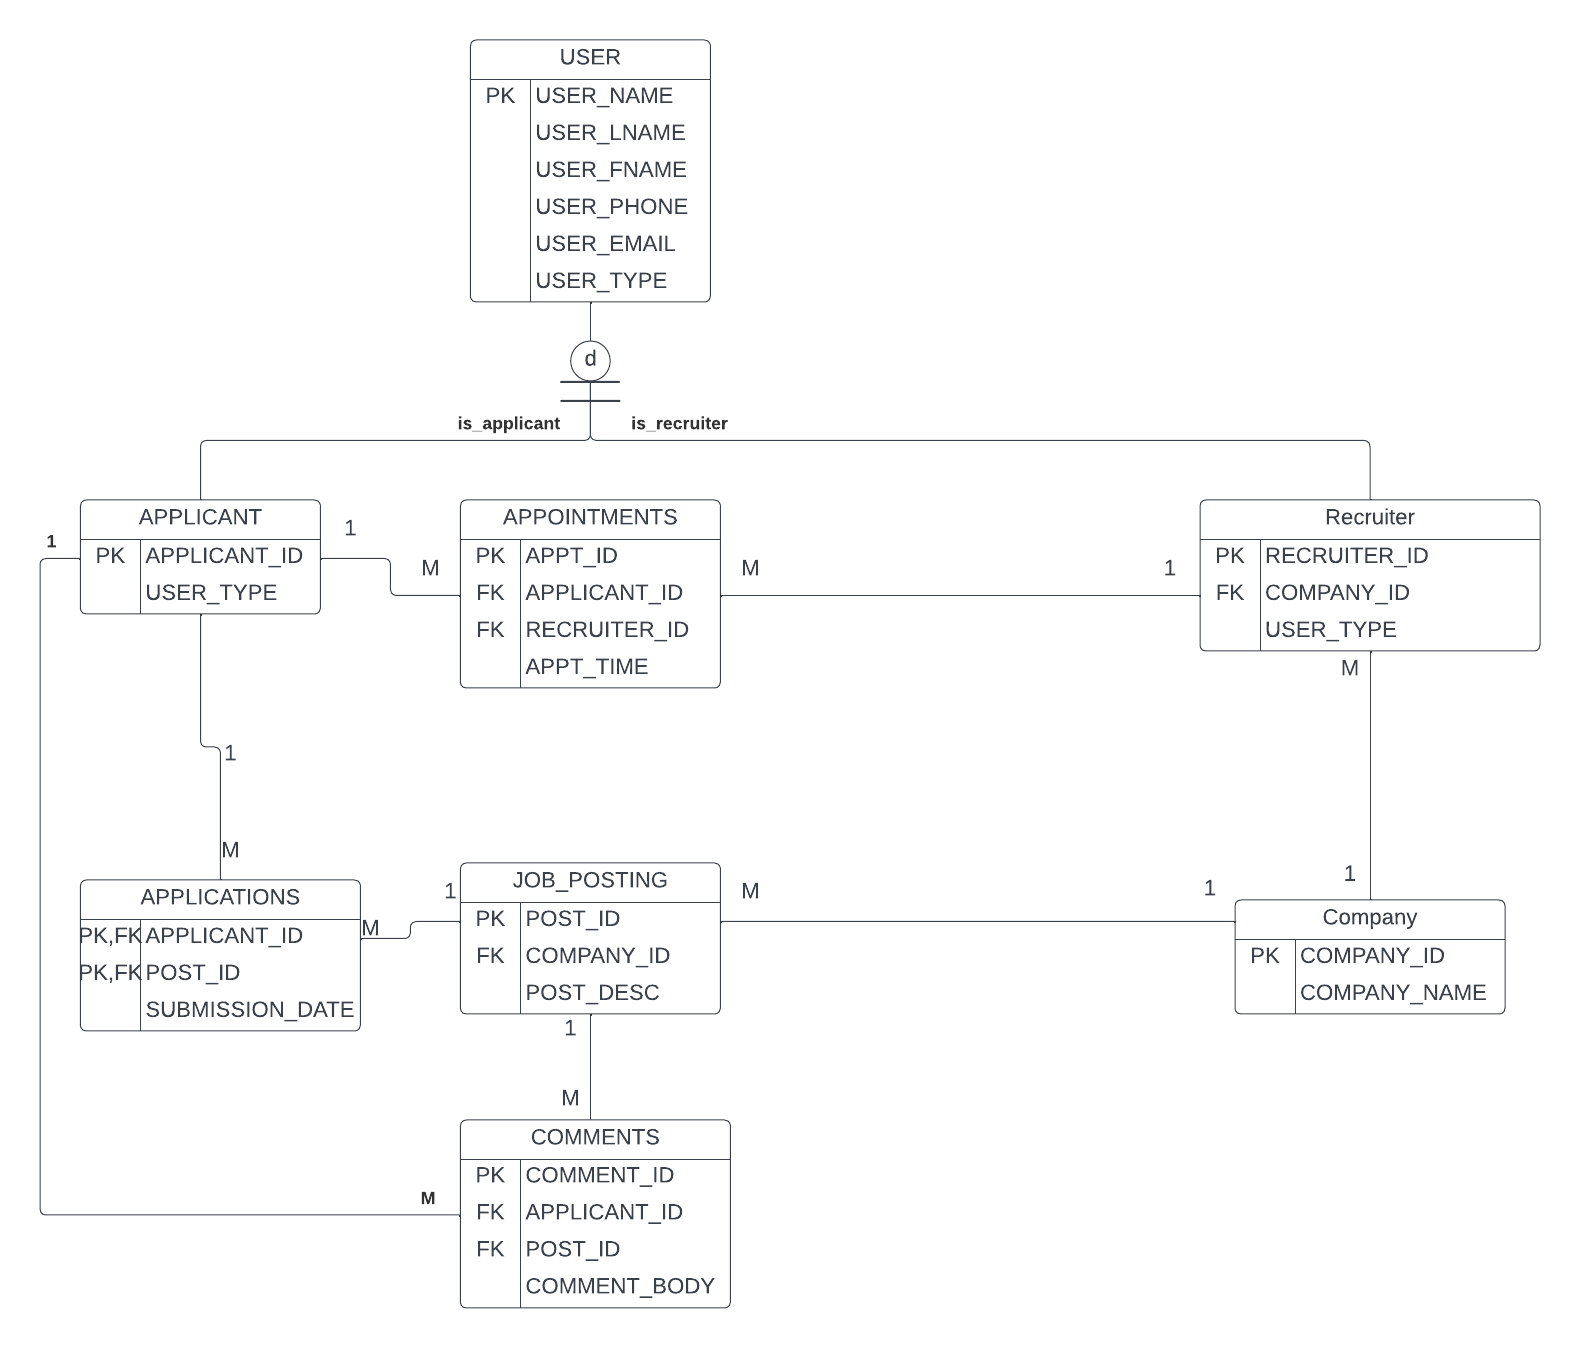 USER
PK USER_NAME
USER_LNAME
USER_FNAME
USER_PHONE
USER_EMAIL
USER_TYPE
d
is_applicant is_recruiter
APPLICANT
PK APPLICANT_ID
USER_TYPE
1
1
M
APPOINTMENTS
PK APPT_ID
FK APPLICANT_ID
FK RECRUITER_ID
APPT_TIME
M
1
Recruiter
PK RECRUITER_ID
FK COMPANY_ID
USER_TYPE
M
1
1
M
APPLICATIONS
PK,FK APPLICANT_ID
PK,FK POST_ID
SUBMISSION_DATE
M
1
JOB_POSTING
PK POST_ID
FK COMPANY_ID
POST_DESC
M
1
Company
PK COMPANY_ID
COMPANY_NAME
1
M
M
COMMENTS
PK COMMENT_ID
FK APPLICANT_ID
FK POST_ID
COMMENT_BODY